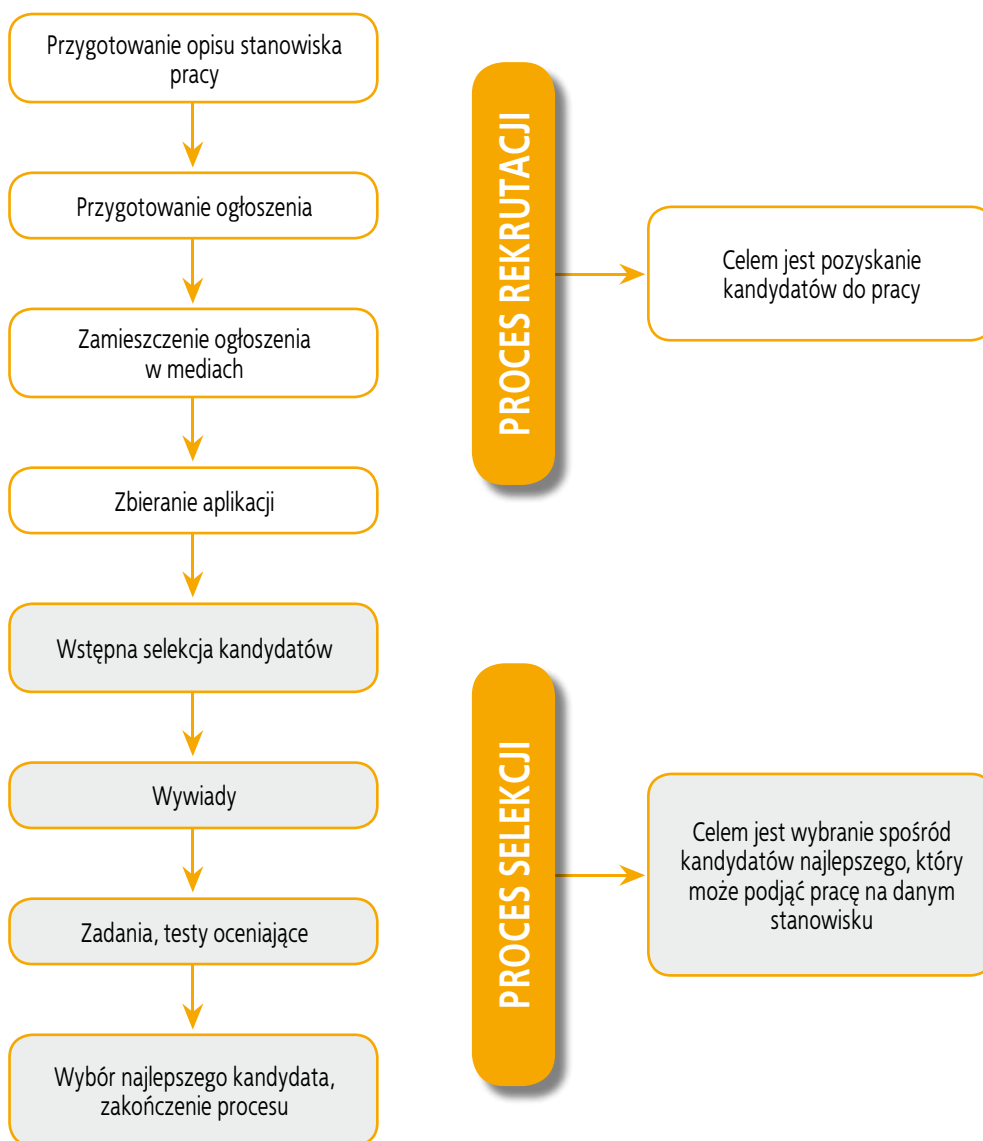 Przygotowanie opisu stanowiska
pracy
Przygotowanie ogłoszenia
Zamieszczenie ogłoszenia
w mediach
Zbieranie aplikacji
Wstępna selekcja kandydatów
Wywiady
Zadania, testy oceniające
Wybór najlepszego kandydata,
zakończenie procesu
PROCES REKRUTACJI
Celem jest pozyskanie
kandydatów do pracy
PROCES SELEKCJI
Celem jest wybranie spośród
kandydatów najlepszego, który
może podjąć pracę na danym
stanowisku